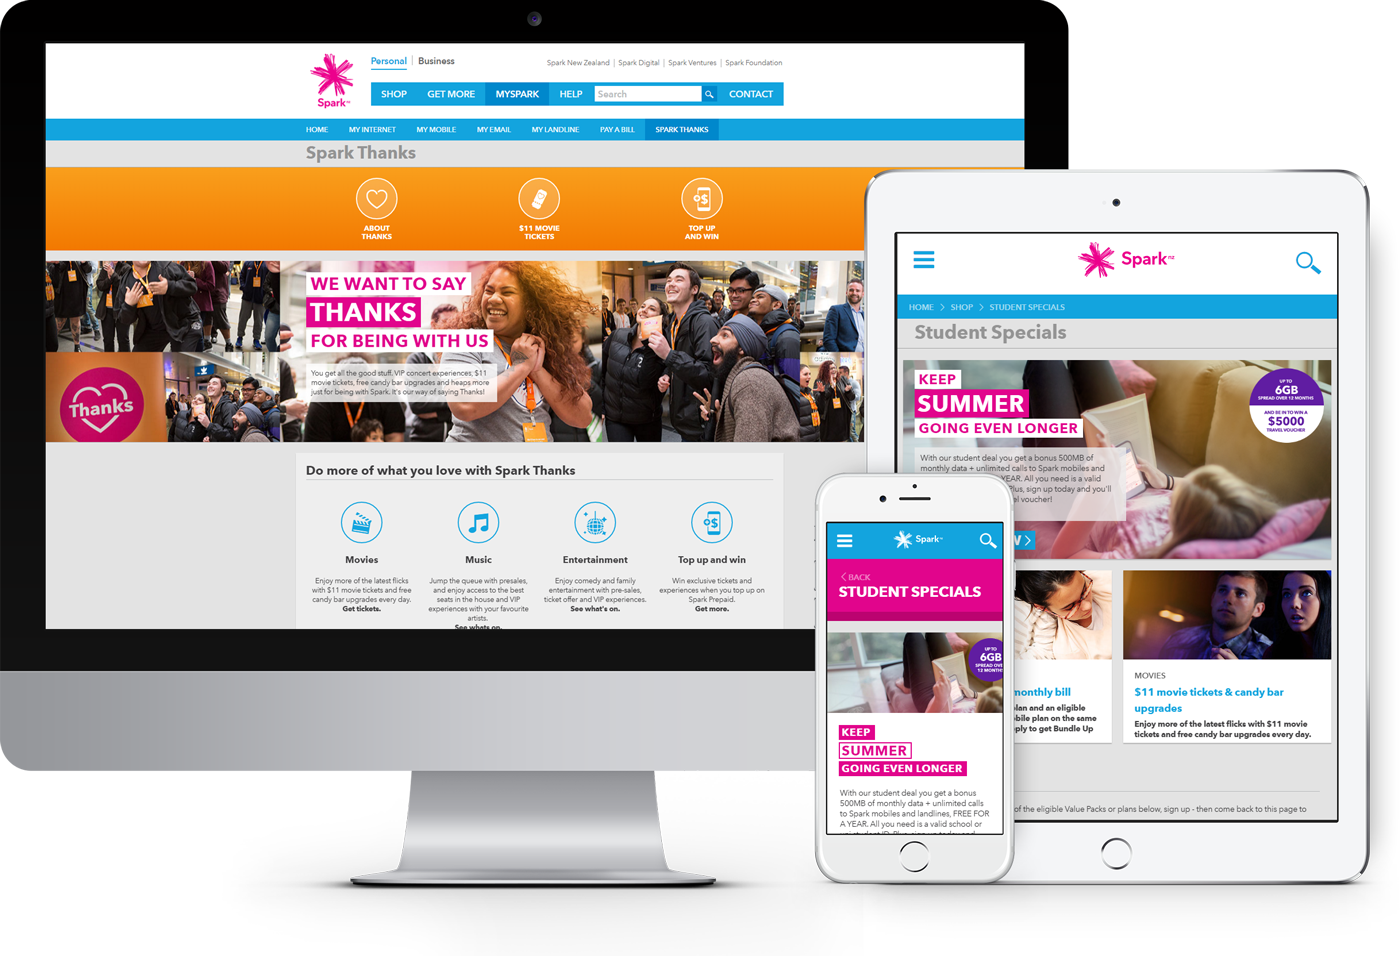 Personal | Business
Spark New Zealand | Spark Digital | Spark Ventures | Spark Foundation
Spark
SHOP GET MORE MYSPARK HELP Search CONTACT
HOME MY INTERNET MY MOBILE MY EMAIL MY LANDLINE PAY A BILL SPARK THANKS
Spark Thanks
ABOUT
THANKS
$11 MOVIE
TICKETS
TOP UP
AND WIN
WE WANT TO SAY
THANKS
FOR BEING WITH US
You get all the good stuff. VIP concert experiences, $11
movie tickets, free candy bar upgrades and heaps more
just for being with Spark. It's our way of saying Thanks!
Thanks
Do more of what you love with Spark Thanks
Movies
Enjoy more of the latest flicks
with $11 movie tickets and free
candy bar upgrades every day.
Get tickets.
Music
Jump the queue with presales,
and enjoy access to the best
seats in the house and VIP
experiences with your favourite
artists.
See whats on.
Entertainment
Enjoy comedy and family
entertainment with pre-sales,
ticket offer and VIP experiences.
See what's on.
Top up and win
Win exclusive tickets and
experiences when you top up on
Spark Prepaid.
Get more.
Spark nz
HOME > SHOP > STUDENT SPECIALS
Student Specials
KEEP
SUMMER
GOING EVEN LONGER
With our student deal you get a bonus 500MB of
monthly data + unlimited calls to Spark mobiles and
YEAR. All you need is a valid
Plus, sign up today and you'll
voucher!
UP TO
6GB
SPREAD OVER 12 MONTHS
AND BE IN TO WIN A
$5000
TRAVEL VOUCHER
monthly bill
plan and an eligible
mobile plan on the same
to get Bundle Up
MOVIES
$11 movie tickets & candy bar
upgrades
Enjoy more of the latest flicks with $11 movie
tickets and free candy bar upgrades every day.
of the eligible Value Packs or plans below, sign up - then come back to this page to
Spark
< BACK
STUDENT SPECIALS
UP TO
6GB
SPREAD OVER
12 MONTHS
KEEP
SUMMER
GOING EVEN LONGER
With our student deal you get a bonus
500MB of monthly data + unlimited calls
to Spark mobiles and landlines, FREE FOR
A YEAR. All you need is a valid school or
uni student ID. Plus, sign up today and